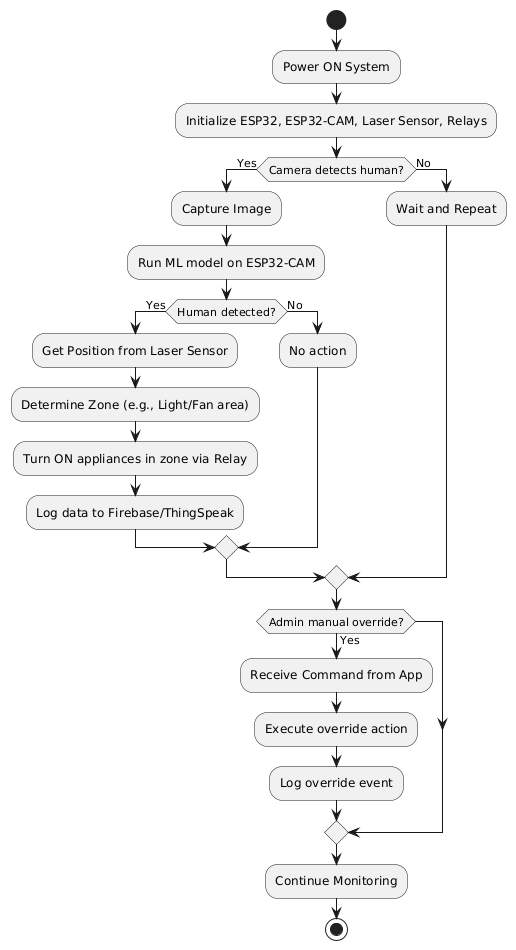 Power ON System
Initialize ESP32, ESP32-CAM, Laser Sensor, Relays
Yes
Camera detects human?
No
Capture Image
Wait and Repeat
Run ML model on ESP32-CAM
Yes
Human detected?
No
Get Position from Laser Sensor
No action
Determine Zone (e.g., Light/Fan area)
Turn ON appliances in zone via Relay
Log data to Firebase/ThingSpeak
Admin manual override?
Yes
Receive Command from App
Execute override action
Log override event
Continue Monitoring